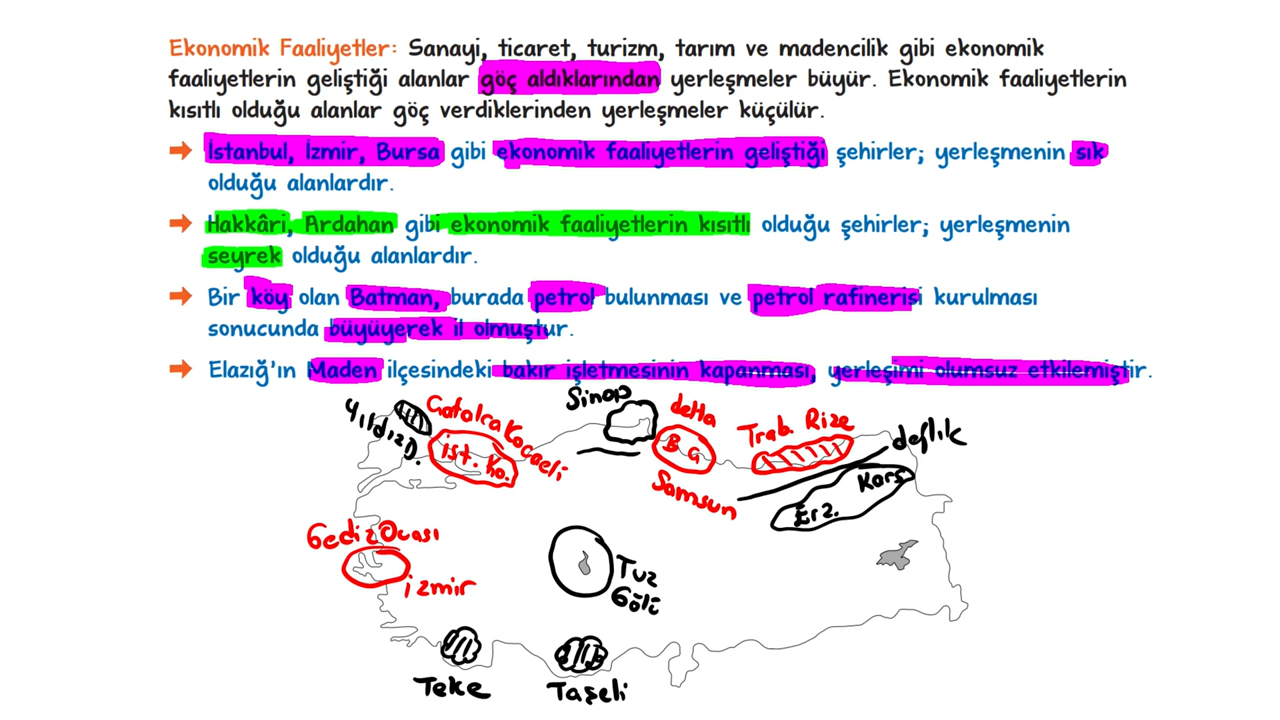 Ekonomik Faaliyetler: Sanayi, ticaret, turizm, tarım ve madencilik gibi ekonomik
faaliyetlerin geliştiği alanlar göç aldıklarından yerleşmeler büyür. Ekonomik faaliyetlerin
kısıtlı olduğu alanlar göç verdiklerinden yerleşmeler küçülür.
İstanbul, İzmir, Bursa gibi ekonomik faaliyetlerin geliştiği şehirler; yerleşmenin sık
olduğu alanlardır.
Hakkâri, Ardahan gibi ekonomik faaliyetlerin kısıtlı olduğu şehirler; yerleşmenin
seyrek olduğu alanlardır.
Bir köy olan Batman, burada petrol bulunması ve petrol rafinerisi kurulması
sonucunda büyüyerek il olmuştur.
Elazığ'ın Maden ilçesindeki bakır işletmesinin kapanması, yerleşimi olumsuz etkilemiştir.
Yıldız D.
Çatalca Kocaeli
ist. Ko.
Sinop
delta
B G
Samsun
Trab. Rize
dağlık
Kars
Erz.
Gediz Ovası
izmir
Tuz
Gölü
Teke
Taşeli